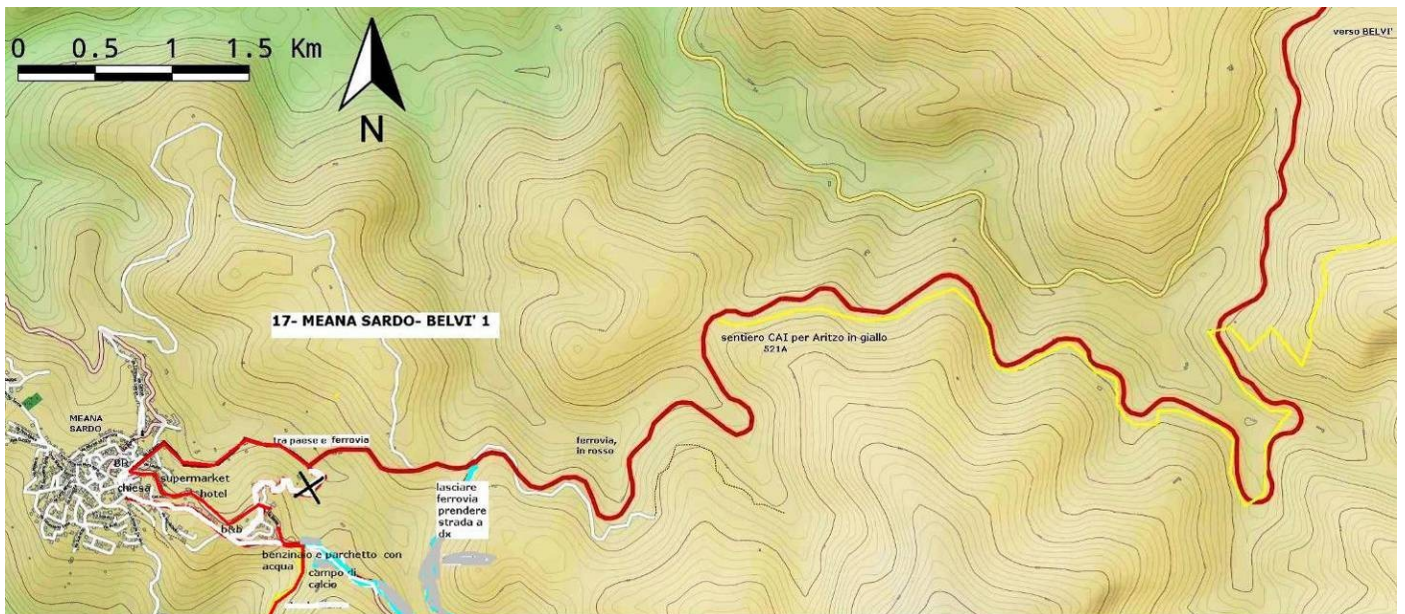 0 0.5 1 1.5 Km
N
verso BELVI'
17- MEANA SARDO- BELVI' 1
sentiero CAI per Aritzo in giallo
521A
MEANA
SARDO
tra paese e ferrovia
ferrovia,
in rosso
supermarket
hotel
chiesa
lasciare
ferrovia
prendere
strada a
dx
b&b
benzinaio e parchetto con
acqua
campo di
calcio